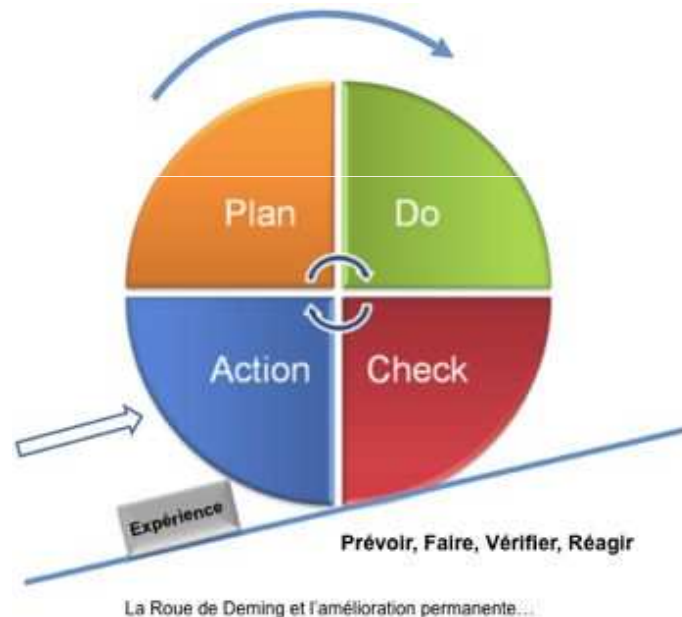 Plan
Do
Action
Check
Expérience
Prévoir, Faire, Vérifier, Réagir
La Roue de Deming et l'amélioration permanente...